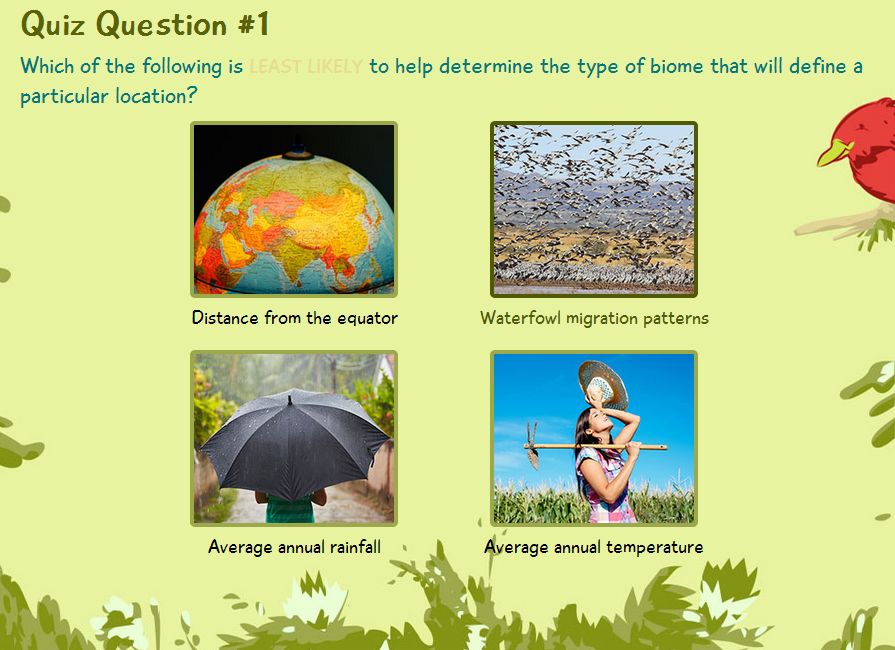 Quiz Question #1
Which of the following is LEAST LIKELY to help determine the type of biome that will define a
particular location?
Distance from the equator
Waterfowl migration patterns
Average annual rainfall
Average annual temperature